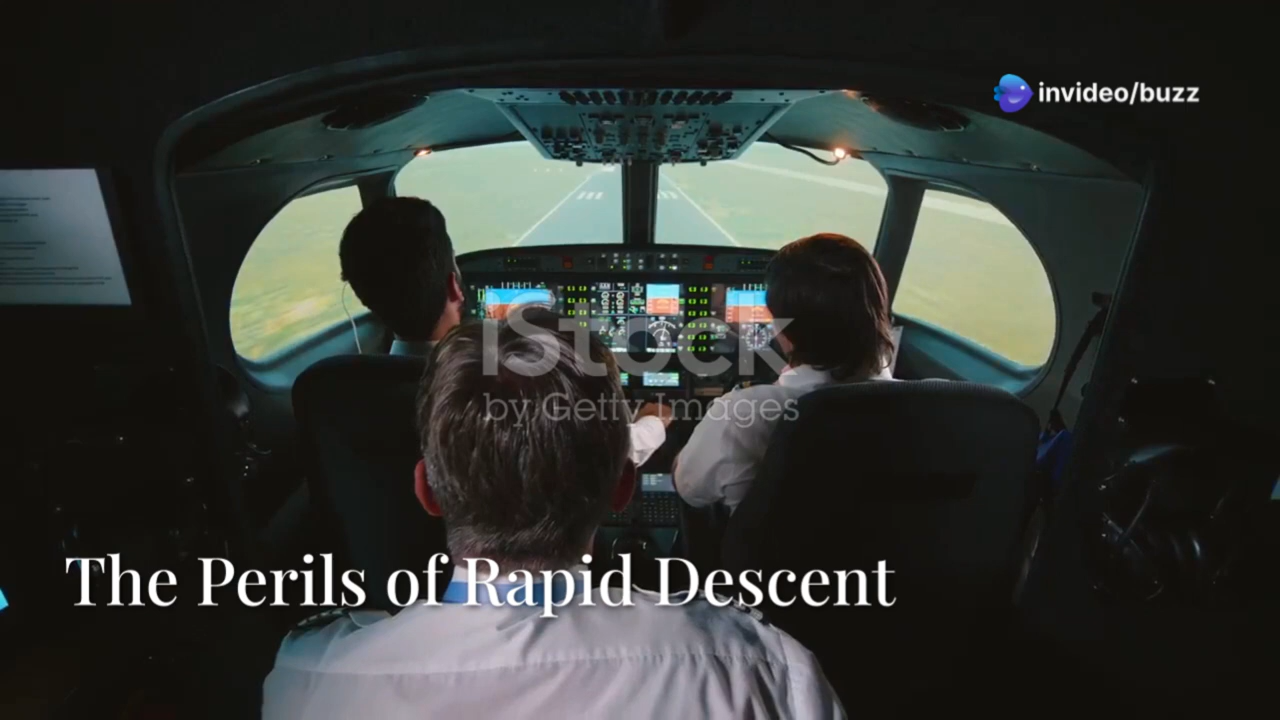 invideo/buzz
iStock
by Getty Images
The Perils of Rapid Descent